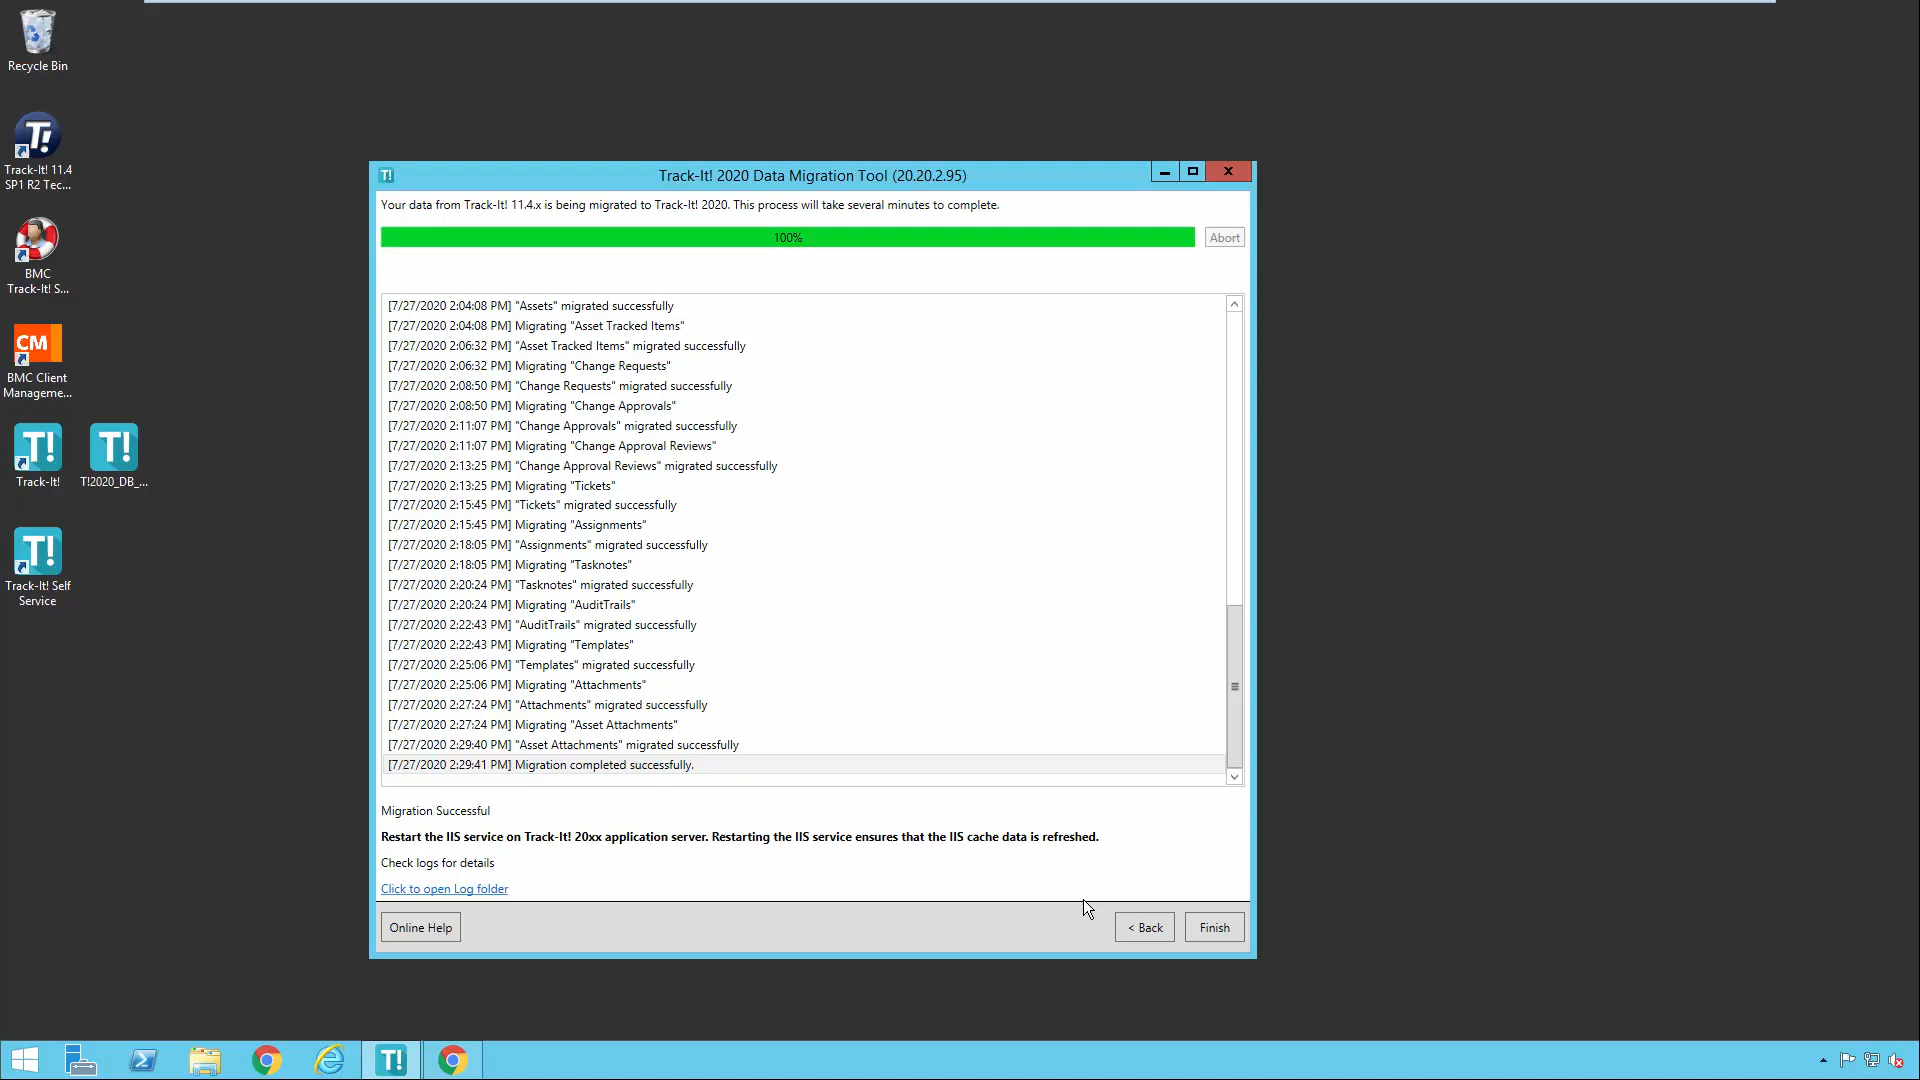 Recycle Bin
T!
Track-It! 11.4
SP1 R2 Tec...
BMC
Track-It! S...
CM
BMC Client
Manageme...
T!
Track-It!
T!
T!2020_DB_...
T!
Track-It! Self
Service
T!
Track-It! 2020 Data Migration Tool (20.20.2.95)
Your data from Track-It! 11.4.x is being migrated to Track-It! 2020. This process will take several minutes to complete.
100%
Abort
[7/27/2020 2:04:08 PM] "Assets" migrated successfully
[7/27/2020 2:04:08 PM] Migrating "Asset Tracked Items"
[7/27/2020 2:06:32 PM] "Asset Tracked Items" migrated successfully
[7/27/2020 2:06:32 PM] Migrating "Change Requests"
[7/27/2020 2:08:50 PM] "Change Requests" migrated successfully
[7/27/2020 2:08:50 PM] Migrating "Change Approvals"
[7/27/2020 2:11:07 PM] "Change Approvals" migrated successfully
[7/27/2020 2:11:07 PM] Migrating "Change Approval Reviews"
[7/27/2020 2:13:25 PM] "Change Approval Reviews" migrated successfully
[7/27/2020 2:13:25 PM] Migrating "Tickets"
[7/27/2020 2:15:45 PM] "Tickets" migrated successfully
[7/27/2020 2:15:45 PM] Migrating "Assignments"
[7/27/2020 2:18:05 PM] "Assignments" migrated successfully
[7/27/2020 2:18:05 PM] Migrating "Tasknotes"
[7/27/2020 2:20:24 PM] "Tasknotes" migrated successfully
[7/27/2020 2:20:24 PM] Migrating "AuditTrails"
[7/27/2020 2:22:43 PM] "AuditTrails" migrated successfully
[7/27/2020 2:22:43 PM] Migrating "Templates"
[7/27/2020 2:25:06 PM] "Templates" migrated successfully
[7/27/2020 2:25:06 PM] Migrating "Attachments"
[7/27/2020 2:27:24 PM] "Attachments" migrated successfully
[7/27/2020 2:27:24 PM] Migrating "Asset Attachments"
[7/27/2020 2:29:40 PM] "Asset Attachments" migrated successfully
[7/27/2020 2:29:41 PM] Migration completed successfully.
Migration Successful
Restart the IIS service on Track-It! 20xx application server. Restarting the IIS service ensures that the IIS cache data is refreshed.
Check logs for details
Click to open Log folder
Online Help
< Back
Finish
T!